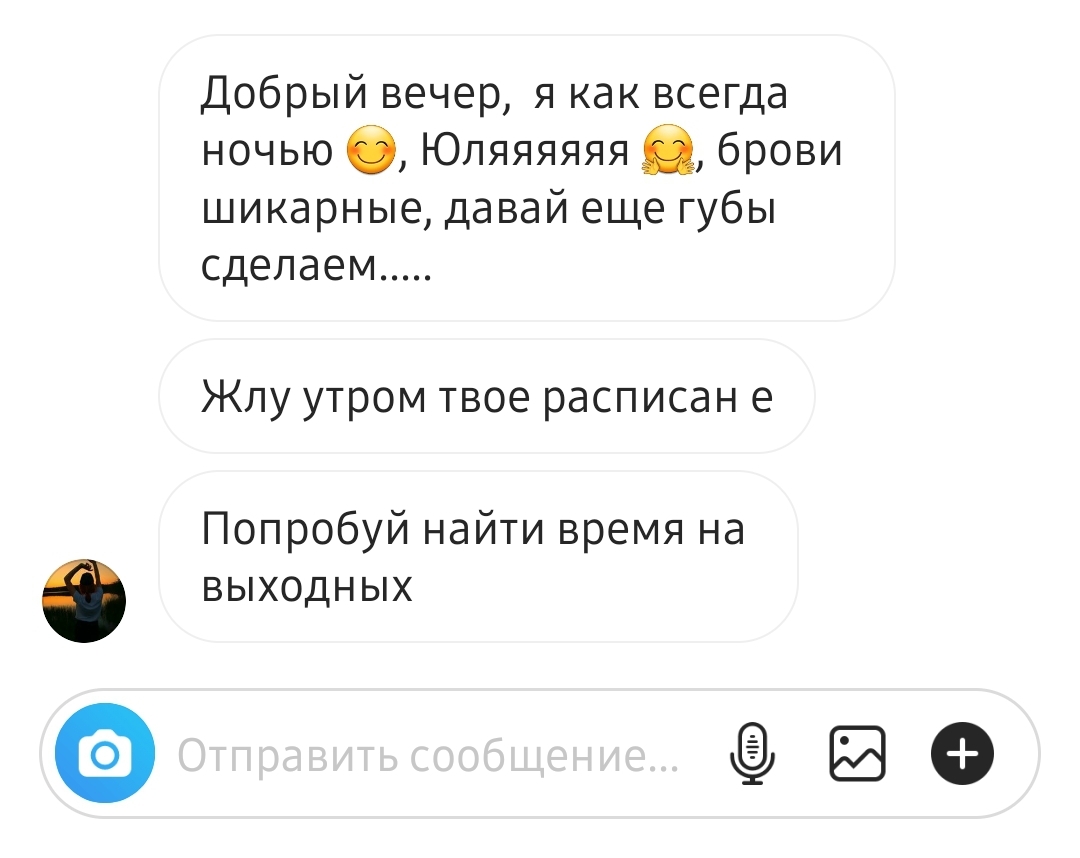 Добрый вечер,  я как всегда
ночью 😊, Юляяяяяя 🤗, брови
шикарные, давай еще губы
сделаем.....
Жлу утром твое расписан е
Попробуй найти время на
выходных
Отправить сообщение...